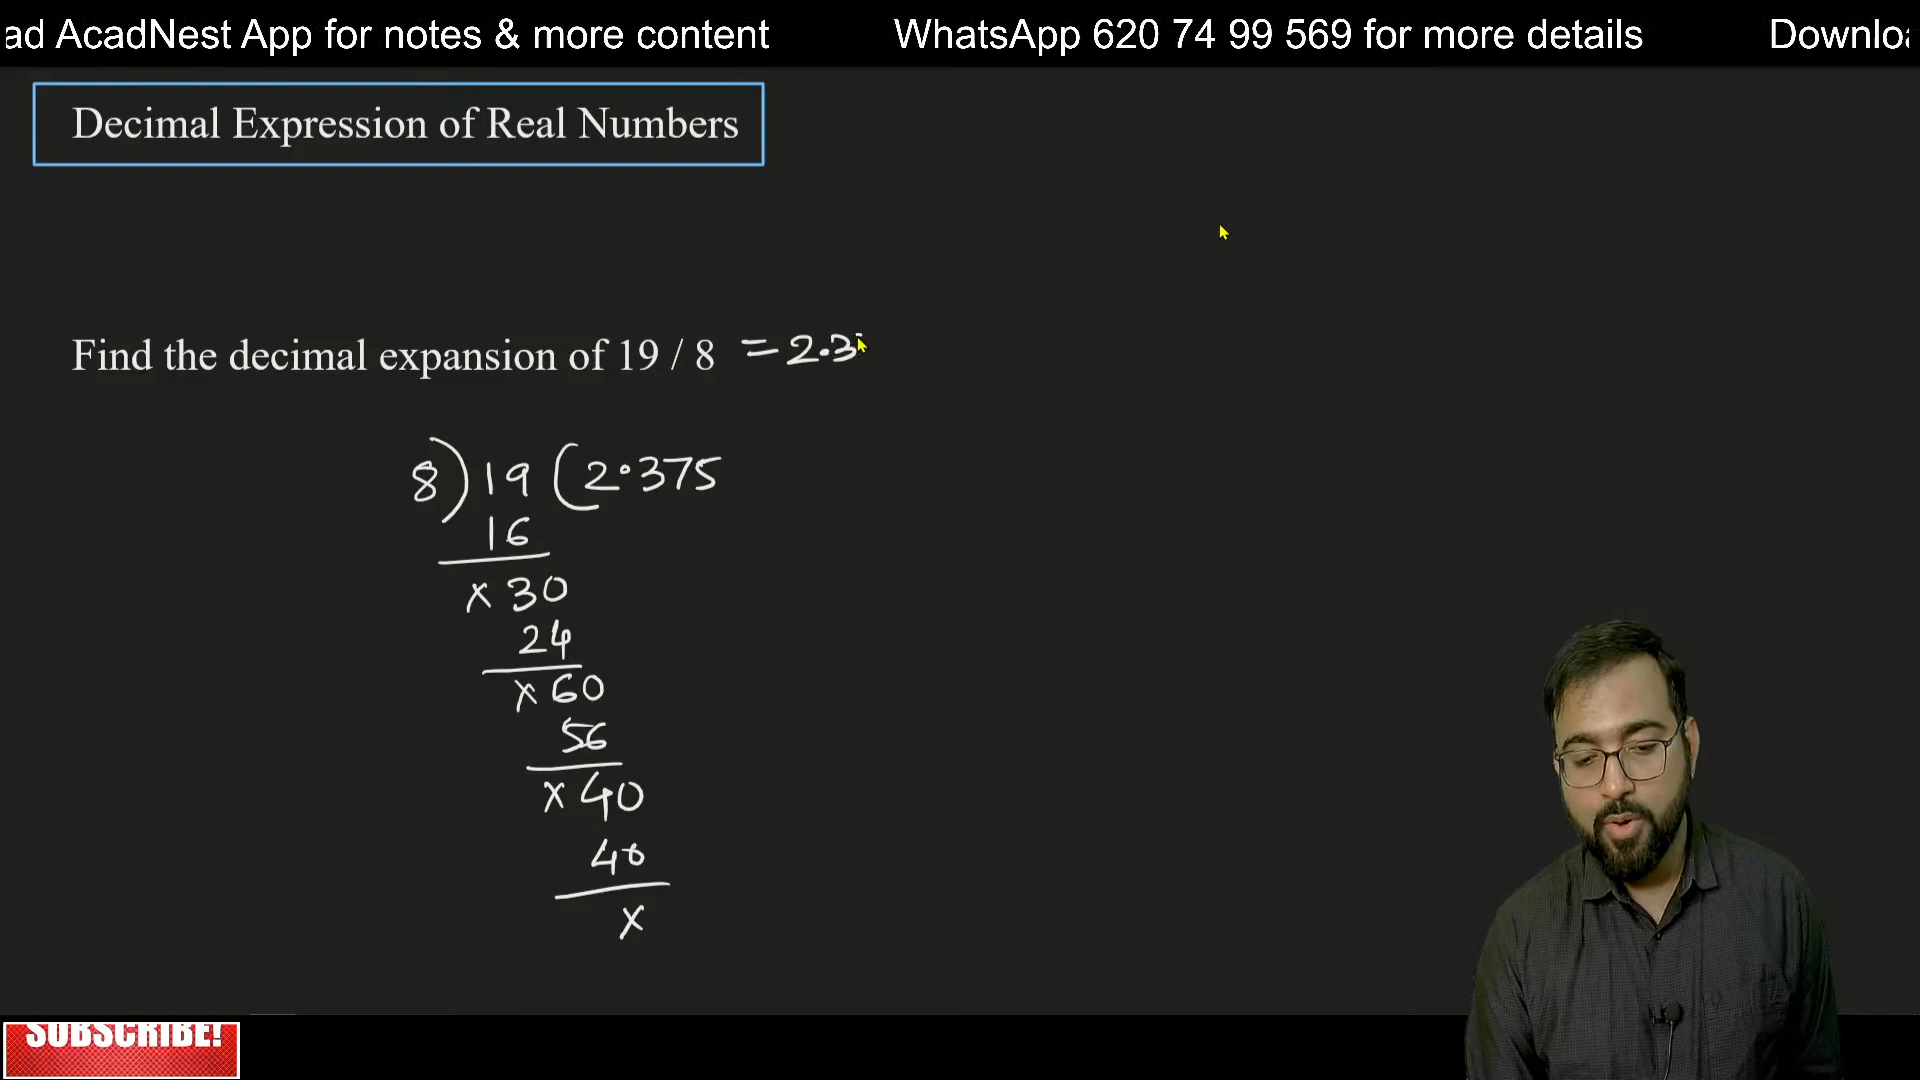 ad AcadNest App for notes & more content WhatsApp 620 74 99 569 for more details Downlo
Decimal Expression of Real Numbers
Find the decimal expansion of 19 / 8 = 2.3
8 ) 19 ( 2.375
16
x 30
24
x 60
56
x 40
40
x
SUBSCRIBE!